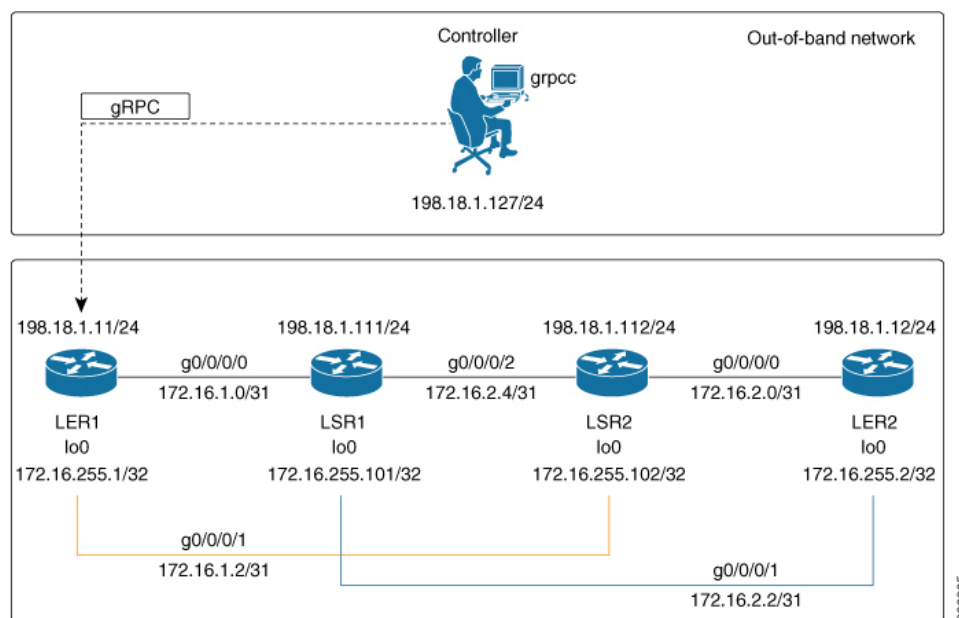 Controller
Out-of-band network
grpcc
gRPC
198.18.1.127/24
198.18.1.11/24
198.18.1.111/24
198.18.1.112/24
198.18.1.12/24
g0/0/0/0
g0/0/0/2
g0/0/0/0
172.16.1.0/31
172.16.2.4/31
172.16.2.0/31
LER1
LSR1
LSR2
LER2
lo0
lo0
lo0
lo0
172.16.255.1/32
172.16.255.101/32
172.16.255.102/32
172.16.255.2/32
g0/0/0/1
172.16.1.2/31
g0/0/0/1
172.16.2.2/31